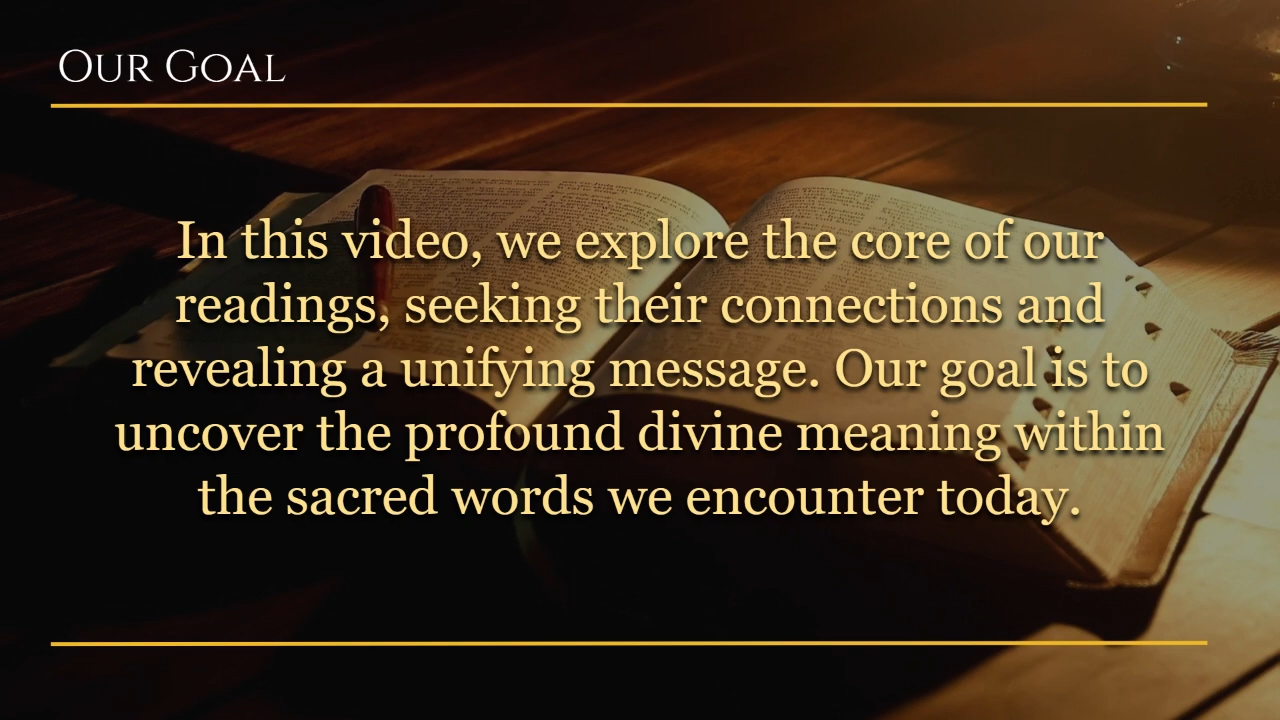 Our Goal
In this video, we explore the core of our
readings, seeking their connections and
revealing a unifying message. Our goal is to
uncover the profound divine meaning within
the sacred words we encounter today.